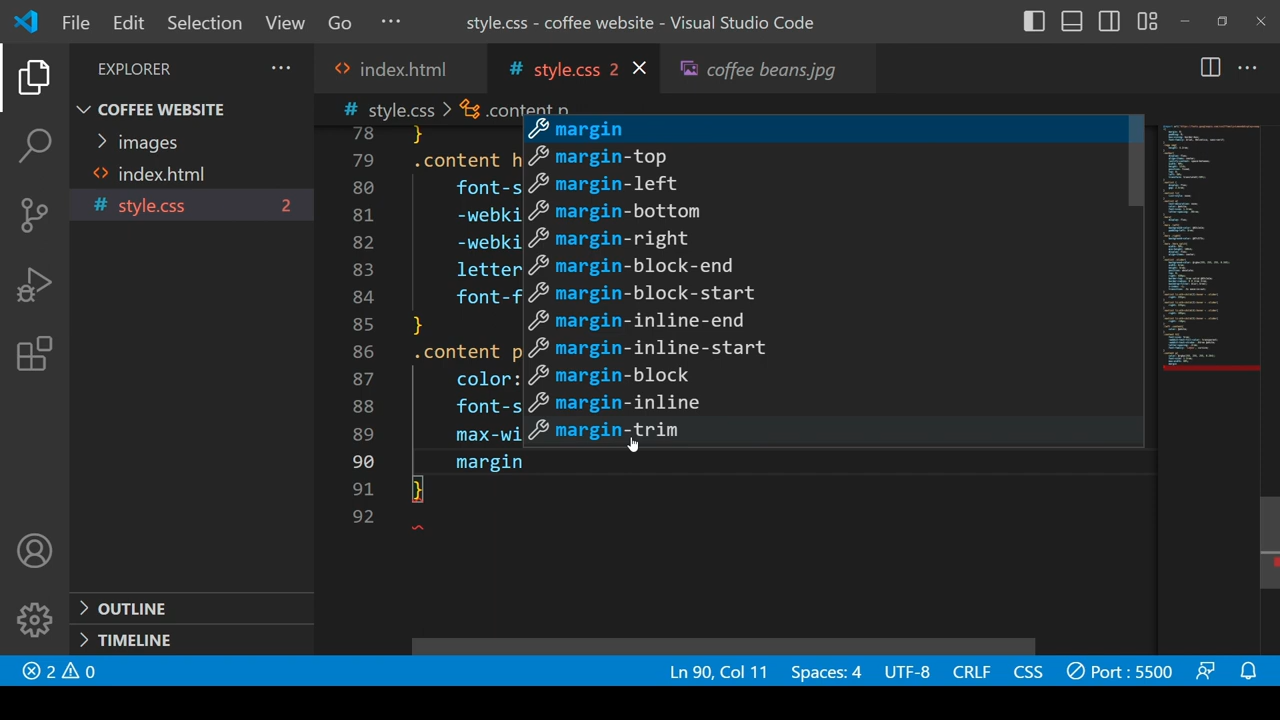 File Edit Selection View Go ··· style.css - coffee website - Visual Studio Code
EXPLORER ··· index.html # style.css 2 coffee beans.jpg ···
COFFEE WEBSITE # style.css > .content p
images
index.html
# style.css 2
78 }
79 .content h
80 font-s
81 -webki
82 -webki
83 letter
84 font-f
85 }
86 .content p
87 color:
88 font-s
89 max-wi
90 margin
91 }
92
margin
margin-top
margin-left
margin-bottom
margin-right
margin-block-end
margin-block-start
margin-inline-end
margin-inline-start
margin-block
margin-inline
margin-trim
OUTLINE
TIMELINE
2 0 Ln 90, Col 11 Spaces: 4 UTF-8 CRLF CSS Port : 5500